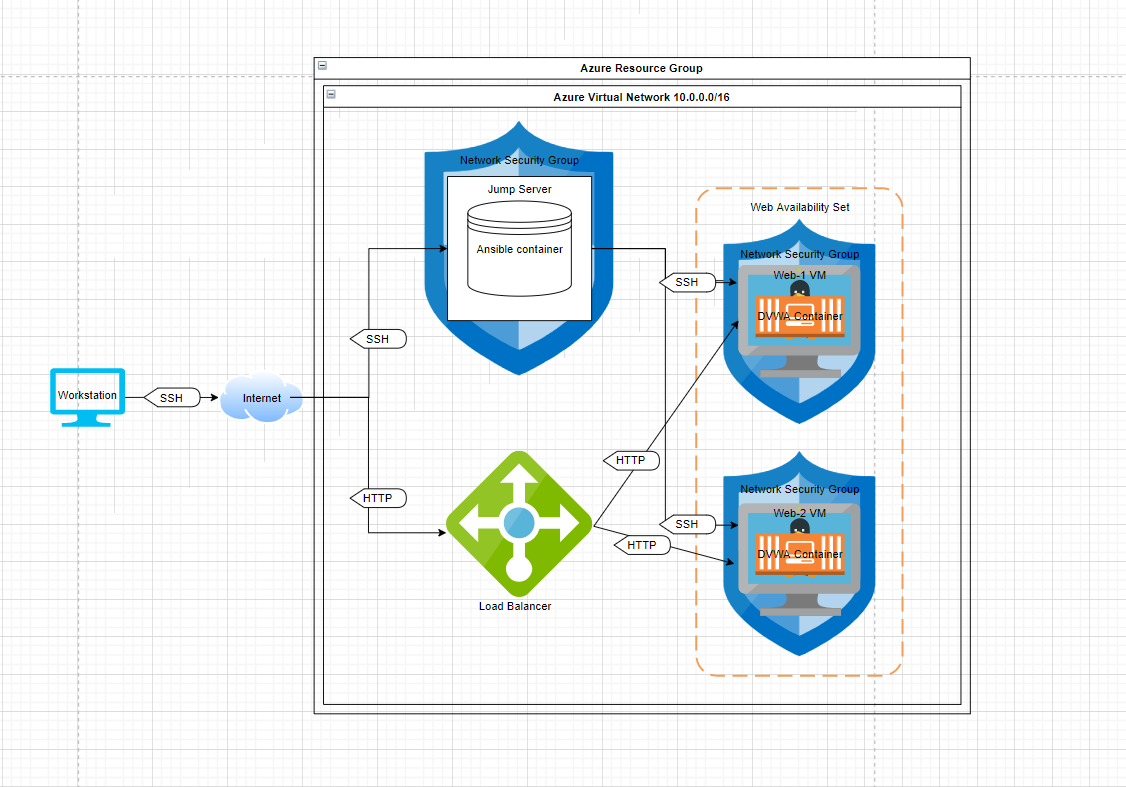 Azure Resource Group
Azure Virtual Network 10.0.0.0/16
Network Security Group
Jump Server
Ansible container
Web Availability Set
Network Security Group
Web-1 VM
DVWA Container
SSH
SSH
Workstation
SSH
Internet
HTTP
HTTP
SSH
HTTP
Network Security Group
Web-2 VM
DVWA Container
Load Balancer